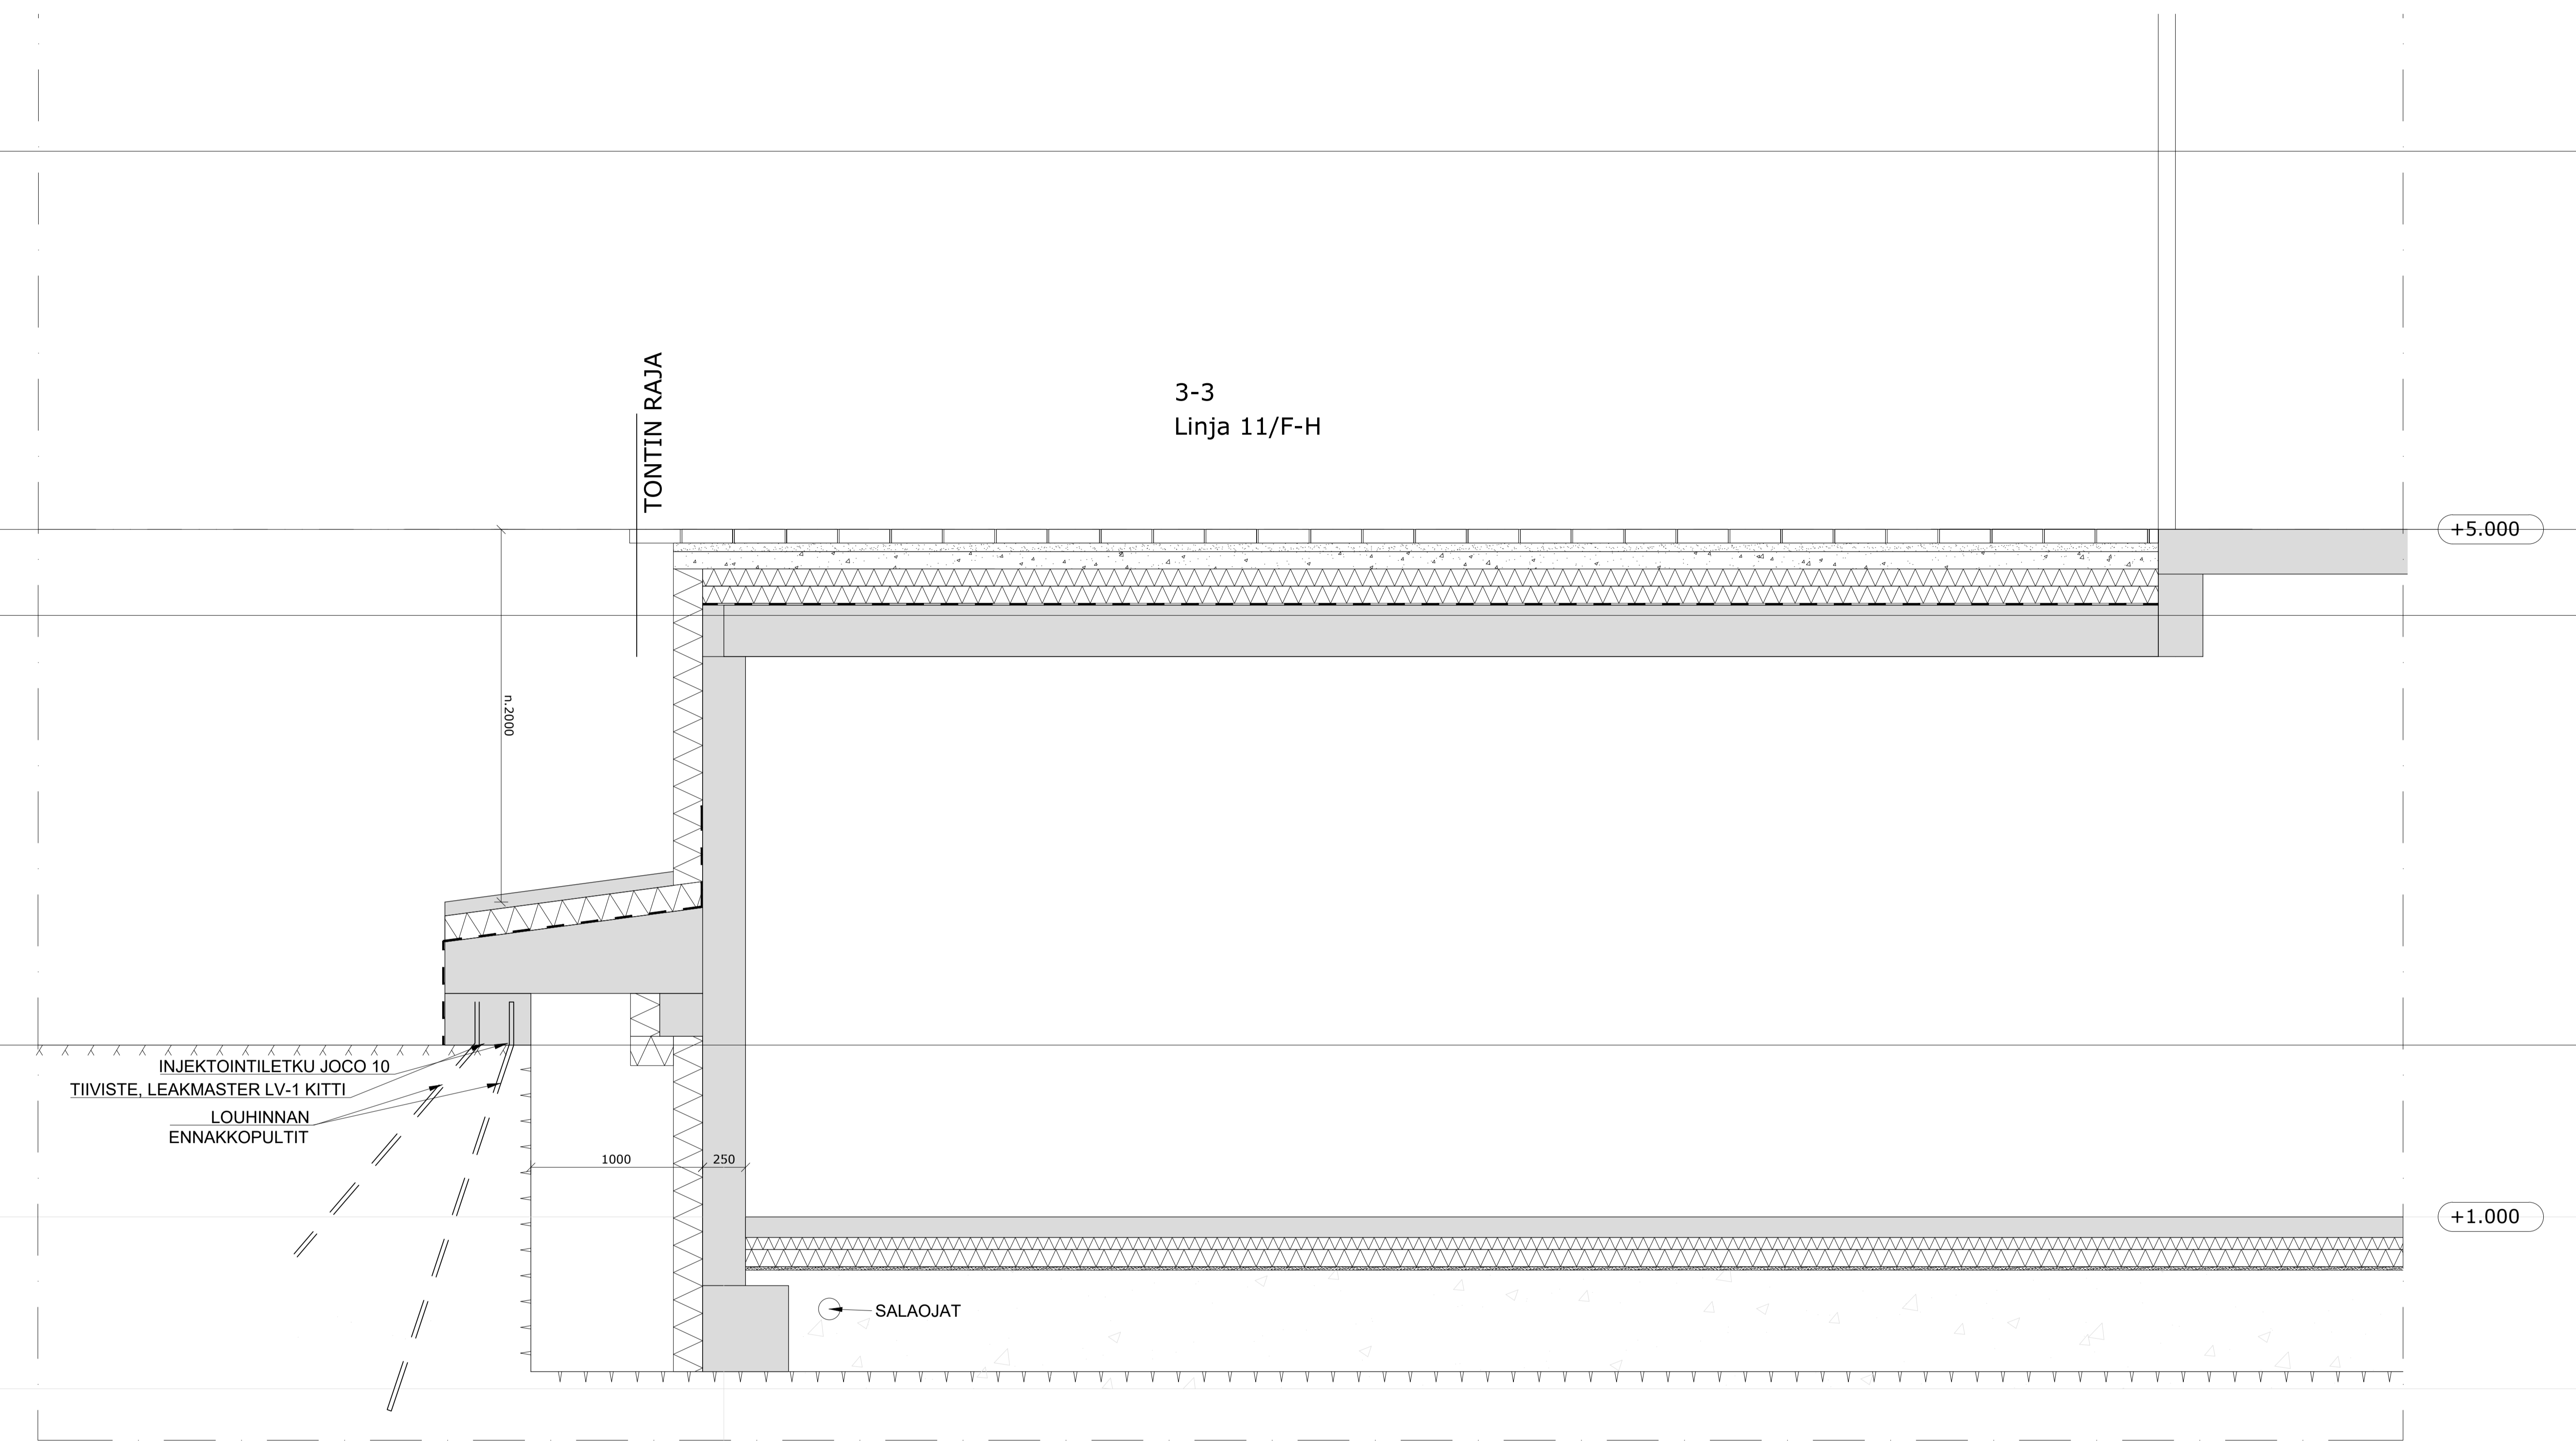 TONTIN RAJA
3-3
Linja 11/F-H
+5.000
n.2000
INJEKTOINTILETKU JOCO 10
TIIVISTE, LEAKMASTER LV-1 KITTI
LOUHINNAN
ENNAKKOPULTIT
1000
250
+1.000
SALAOJAT